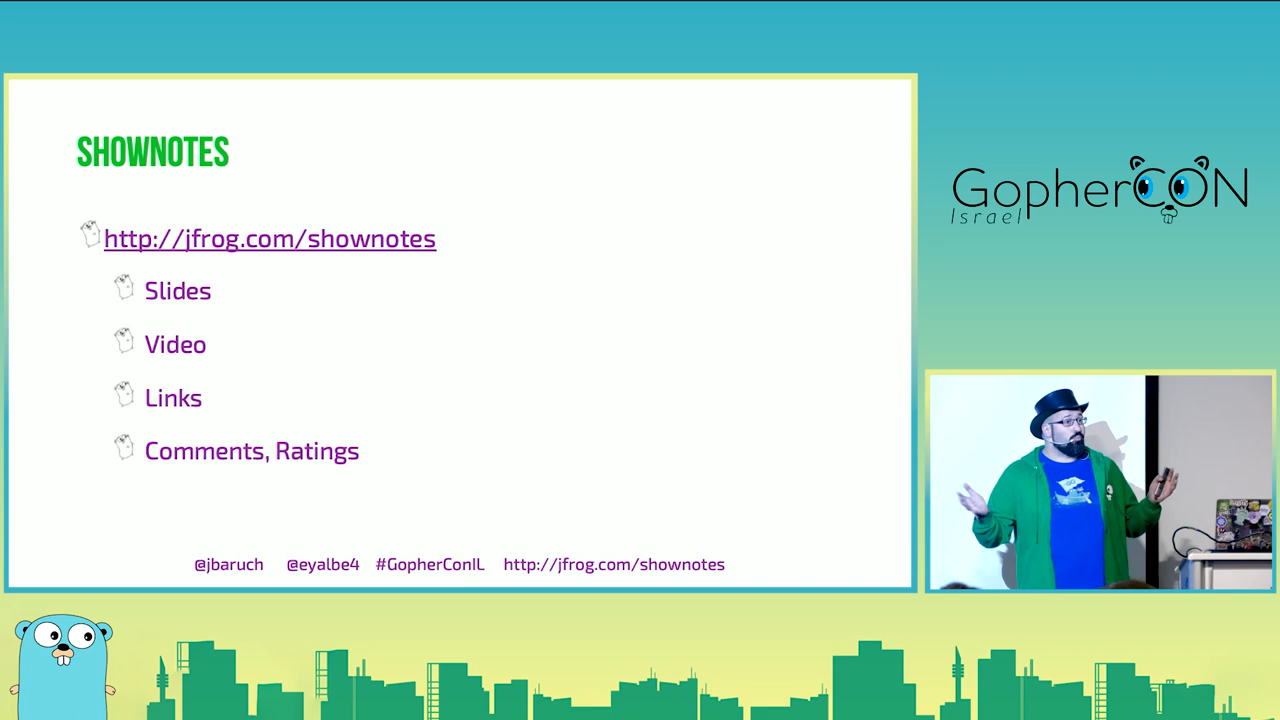 SHOWNOTES
http://jfrog.com/shownotes
Slides
Video
Links
Comments, Ratings
@jbaruch @eyalbe4 #GopherConIL http://jfrog.com/shownotes
GopherCON
Israel
GO